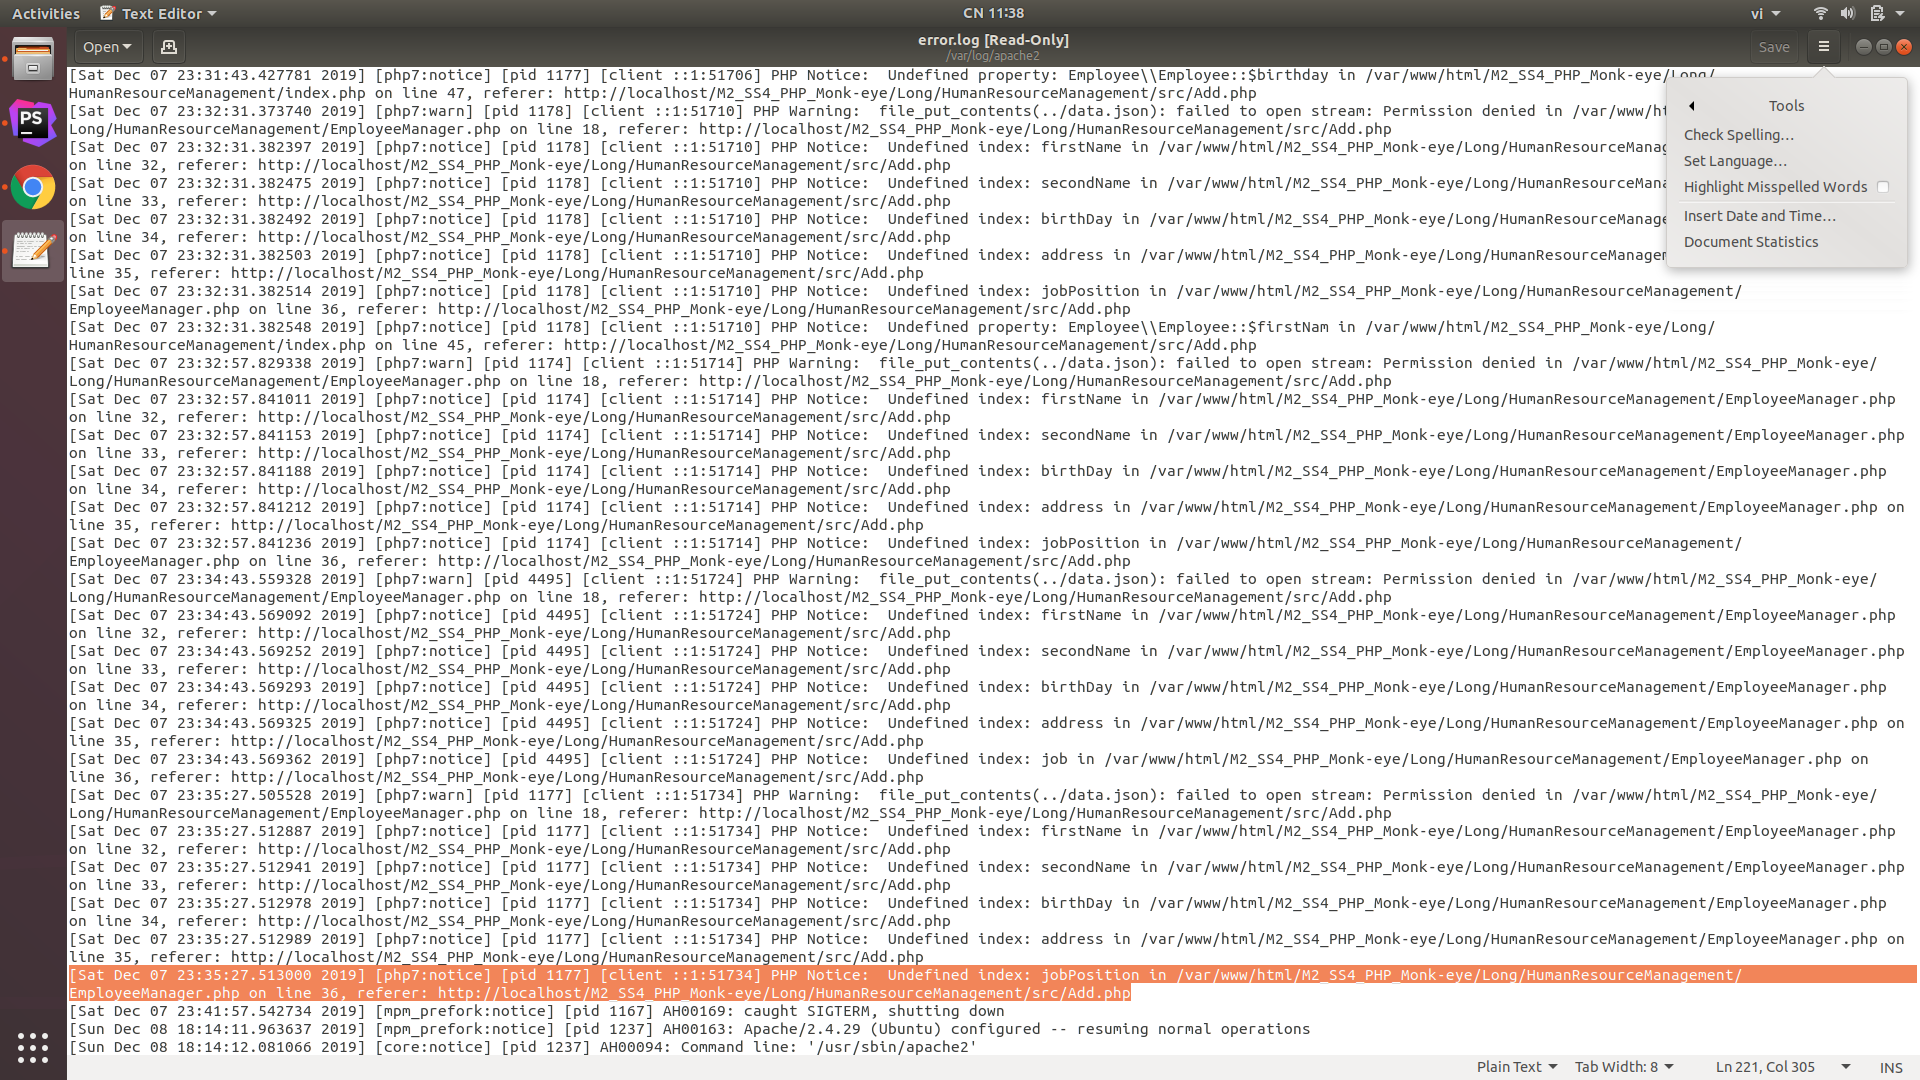 Activities Text Editor CN 11:38 vi
Open error.log [Read-Only] Save
/var/log/apache2
[Sat Dec 07 23:31:43.427781 2019] [php7:notice] [pid 1177] [client ::1:51706] PHP Notice:  Undefined property: Employee\\Employee::$birthday in /var/www/html/M2_SS4_PHP_Monk-eye/Long/
HumanResourceManagement/index.php on line 47, referer: http://localhost/M2_SS4_PHP_Monk-eye/Long/HumanResourceManagement/src/Add.php
[Sat Dec 07 23:32:31.373740 2019] [php7:warn] [pid 1178] [client ::1:51710] PHP Warning:  file_put_contents(../data.json): failed to open stream: Permission denied in /var/www/htm
Long/HumanResourceManagement/EmployeeManager.php on line 18, referer: http://localhost/M2_SS4_PHP_Monk-eye/Long/HumanResourceManagement/src/Add.php
[Sat Dec 07 23:32:31.382397 2019] [php7:notice] [pid 1178] [client ::1:51710] PHP Notice:  Undefined index: firstName in /var/www/html/M2_SS4_PHP_Monk-eye/Long/HumanResourceManage
on line 32, referer: http://localhost/M2_SS4_PHP_Monk-eye/Long/HumanResourceManagement/src/Add.php
[Sat Dec 07 23:32:31.382475 2019] [php7:notice] [pid 1178] [client ::1:51710] PHP Notice:  Undefined index: secondName in /var/www/html/M2_SS4_PHP_Monk-eye/Long/HumanResourceManag
on line 33, referer: http://localhost/M2_SS4_PHP_Monk-eye/Long/HumanResourceManagement/src/Add.php
[Sat Dec 07 23:32:31.382492 2019] [php7:notice] [pid 1178] [client ::1:51710] PHP Notice:  Undefined index: birthDay in /var/www/html/M2_SS4_PHP_Monk-eye/Long/HumanResourceManage
on line 34, referer: http://localhost/M2_SS4_PHP_Monk-eye/Long/HumanResourceManagement/src/Add.php
[Sat Dec 07 23:32:31.382503 2019] [php7:notice] [pid 1178] [client ::1:51710] PHP Notice:  Undefined index: address in /var/www/html/M2_SS4_PHP_Monk-eye/Long/HumanResourceManagem
line 35, referer: http://localhost/M2_SS4_PHP_Monk-eye/Long/HumanResourceManagement/src/Add.php
[Sat Dec 07 23:32:31.382514 2019] [php7:notice] [pid 1178] [client ::1:51710] PHP Notice:  Undefined index: jobPosition in /var/www/html/M2_SS4_PHP_Monk-eye/Long/HumanResourceManagement/
EmployeeManager.php on line 36, referer: http://localhost/M2_SS4_PHP_Monk-eye/Long/HumanResourceManagement/src/Add.php
[Sat Dec 07 23:32:31.382548 2019] [php7:notice] [pid 1178] [client ::1:51710] PHP Notice:  Undefined property: Employee\\Employee::$firstNam in /var/www/html/M2_SS4_PHP_Monk-eye/Long/
HumanResourceManagement/index.php on line 45, referer: http://localhost/M2_SS4_PHP_Monk-eye/Long/HumanResourceManagement/src/Add.php
[Sat Dec 07 23:32:57.829338 2019] [php7:warn] [pid 1174] [client ::1:51714] PHP Warning:  file_put_contents(../data.json): failed to open stream: Permission denied in /var/www/html/M2_SS4_PHP_Monk-eye/
Long/HumanResourceManagement/EmployeeManager.php on line 18, referer: http://localhost/M2_SS4_PHP_Monk-eye/Long/HumanResourceManagement/src/Add.php
[Sat Dec 07 23:32:57.841011 2019] [php7:notice] [pid 1174] [client ::1:51714] PHP Notice:  Undefined index: firstName in /var/www/html/M2_SS4_PHP_Monk-eye/Long/HumanResourceManagement/EmployeeManager.php
on line 32, referer: http://localhost/M2_SS4_PHP_Monk-eye/Long/HumanResourceManagement/src/Add.php
[Sat Dec 07 23:32:57.841153 2019] [php7:notice] [pid 1174] [client ::1:51714] PHP Notice:  Undefined index: secondName in /var/www/html/M2_SS4_PHP_Monk-eye/Long/HumanResourceManagement/EmployeeManager.php
on line 33, referer: http://localhost/M2_SS4_PHP_Monk-eye/Long/HumanResourceManagement/src/Add.php
[Sat Dec 07 23:32:57.841188 2019] [php7:notice] [pid 1174] [client ::1:51714] PHP Notice:  Undefined index: birthDay in /var/www/html/M2_SS4_PHP_Monk-eye/Long/HumanResourceManagement/EmployeeManager.php
on line 34, referer: http://localhost/M2_SS4_PHP_Monk-eye/Long/HumanResourceManagement/src/Add.php
[Sat Dec 07 23:32:57.841212 2019] [php7:notice] [pid 1174] [client ::1:51714] PHP Notice:  Undefined index: address in /var/www/html/M2_SS4_PHP_Monk-eye/Long/HumanResourceManagement/EmployeeManager.php on
line 35, referer: http://localhost/M2_SS4_PHP_Monk-eye/Long/HumanResourceManagement/src/Add.php
[Sat Dec 07 23:32:57.841236 2019] [php7:notice] [pid 1174] [client ::1:51714] PHP Notice:  Undefined index: jobPosition in /var/www/html/M2_SS4_PHP_Monk-eye/Long/HumanResourceManagement/
EmployeeManager.php on line 36, referer: http://localhost/M2_SS4_PHP_Monk-eye/Long/HumanResourceManagement/src/Add.php
[Sat Dec 07 23:34:43.559328 2019] [php7:warn] [pid 4495] [client ::1:51724] PHP Warning:  file_put_contents(../data.json): failed to open stream: Permission denied in /var/www/html/M2_SS4_PHP_Monk-eye/
Long/HumanResourceManagement/EmployeeManager.php on line 18, referer: http://localhost/M2_SS4_PHP_Monk-eye/Long/HumanResourceManagement/src/Add.php
[Sat Dec 07 23:34:43.569092 2019] [php7:notice] [pid 4495] [client ::1:51724] PHP Notice:  Undefined index: firstName in /var/www/html/M2_SS4_PHP_Monk-eye/Long/HumanResourceManagement/EmployeeManager.php
on line 32, referer: http://localhost/M2_SS4_PHP_Monk-eye/Long/HumanResourceManagement/src/Add.php
[Sat Dec 07 23:34:43.569252 2019] [php7:notice] [pid 4495] [client ::1:51724] PHP Notice:  Undefined index: secondName in /var/www/html/M2_SS4_PHP_Monk-eye/Long/HumanResourceManagement/EmployeeManager.php
on line 33, referer: http://localhost/M2_SS4_PHP_Monk-eye/Long/HumanResourceManagement/src/Add.php
[Sat Dec 07 23:34:43.569293 2019] [php7:notice] [pid 4495] [client ::1:51724] PHP Notice:  Undefined index: birthDay in /var/www/html/M2_SS4_PHP_Monk-eye/Long/HumanResourceManagement/EmployeeManager.php
on line 34, referer: http://localhost/M2_SS4_PHP_Monk-eye/Long/HumanResourceManagement/src/Add.php
[Sat Dec 07 23:34:43.569325 2019] [php7:notice] [pid 4495] [client ::1:51724] PHP Notice:  Undefined index: address in /var/www/html/M2_SS4_PHP_Monk-eye/Long/HumanResourceManagement/EmployeeManager.php on
line 35, referer: http://localhost/M2_SS4_PHP_Monk-eye/Long/HumanResourceManagement/src/Add.php
[Sat Dec 07 23:34:43.569362 2019] [php7:notice] [pid 4495] [client ::1:51724] PHP Notice:  Undefined index: job in /var/www/html/M2_SS4_PHP_Monk-eye/Long/HumanResourceManagement/EmployeeManager.php on
line 36, referer: http://localhost/M2_SS4_PHP_Monk-eye/Long/HumanResourceManagement/src/Add.php
[Sat Dec 07 23:35:27.505528 2019] [php7:warn] [pid 1177] [client ::1:51734] PHP Warning:  file_put_contents(../data.json): failed to open stream: Permission denied in /var/www/html/M2_SS4_PHP_Monk-eye/
Long/HumanResourceManagement/EmployeeManager.php on line 18, referer: http://localhost/M2_SS4_PHP_Monk-eye/Long/HumanResourceManagement/src/Add.php
[Sat Dec 07 23:35:27.512887 2019] [php7:notice] [pid 1177] [client ::1:51734] PHP Notice:  Undefined index: firstName in /var/www/html/M2_SS4_PHP_Monk-eye/Long/HumanResourceManagement/EmployeeManager.php
on line 32, referer: http://localhost/M2_SS4_PHP_Monk-eye/Long/HumanResourceManagement/src/Add.php
[Sat Dec 07 23:35:27.512941 2019] [php7:notice] [pid 1177] [client ::1:51734] PHP Notice:  Undefined index: secondName in /var/www/html/M2_SS4_PHP_Monk-eye/Long/HumanResourceManagement/EmployeeManager.php
on line 33, referer: http://localhost/M2_SS4_PHP_Monk-eye/Long/HumanResourceManagement/src/Add.php
[Sat Dec 07 23:35:27.512978 2019] [php7:notice] [pid 1177] [client ::1:51734] PHP Notice:  Undefined index: birthDay in /var/www/html/M2_SS4_PHP_Monk-eye/Long/HumanResourceManagement/EmployeeManager.php
on line 34, referer: http://localhost/M2_SS4_PHP_Monk-eye/Long/HumanResourceManagement/src/Add.php
[Sat Dec 07 23:35:27.512989 2019] [php7:notice] [pid 1177] [client ::1:51734] PHP Notice:  Undefined index: address in /var/www/html/M2_SS4_PHP_Monk-eye/Long/HumanResourceManagement/EmployeeManager.php on
line 35, referer: http://localhost/M2_SS4_PHP_Monk-eye/Long/HumanResourceManagement/src/Add.php
[Sat Dec 07 23:35:27.513000 2019] [php7:notice] [pid 1177] [client ::1:51734] PHP Notice:  Undefined index: jobPosition in /var/www/html/M2_SS4_PHP_Monk-eye/Long/HumanResourceManagement/
EmployeeManager.php on line 36, referer: http://localhost/M2_SS4_PHP_Monk-eye/Long/HumanResourceManagement/src/Add.php
[Sat Dec 07 23:41:57.542734 2019] [mpm_prefork:notice] [pid 1167] AH00169: caught SIGTERM, shutting down
[Sun Dec 08 18:14:11.963637 2019] [mpm_prefork:notice] [pid 1237] AH00163: Apache/2.4.29 (Ubuntu) configured -- resuming normal operations
[Sun Dec 08 18:14:12.081066 2019] [core:notice] [pid 1237] AH00094: Command line: '/usr/sbin/apache2'
Tools
Check Spelling…
Set Language…
Highlight Misspelled Words
Insert Date and Time…
Document Statistics
PS
Plain Text Tab Width: 8 Ln 221, Col 305 INS